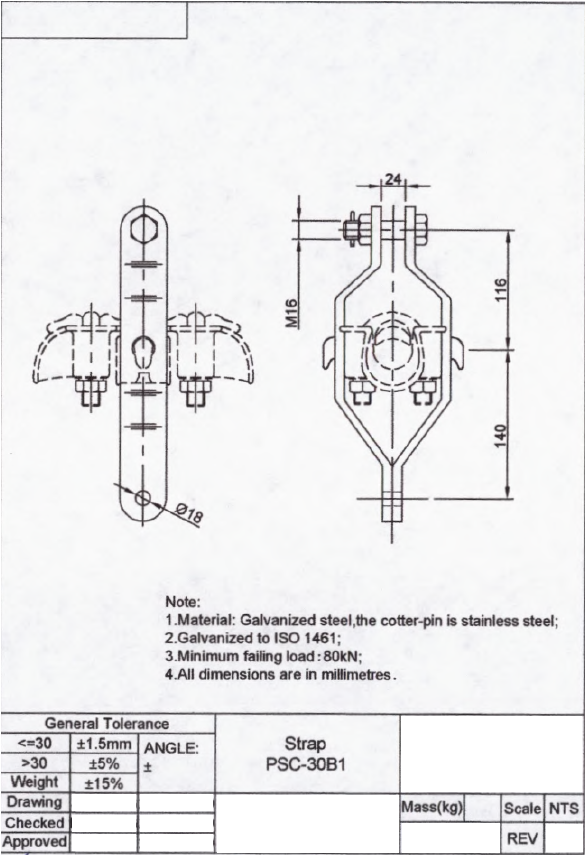 24
M16
116
140
Ø18
Note:
1.Material: Galvanized steel,the cotter-pin is stainless steel;
2.Galvanized to ISO 1461;
3.Minimum failing load:80kN;
4.All dimensions are in millimetres.
General Tolerance
<=30 ±1.5mm ANGLE:
>30 ±5% ±
Weight ±15%
Strap
PSC-30B1
Drawing
Checked
Approved
Mass(kg) Scale NTS
REV